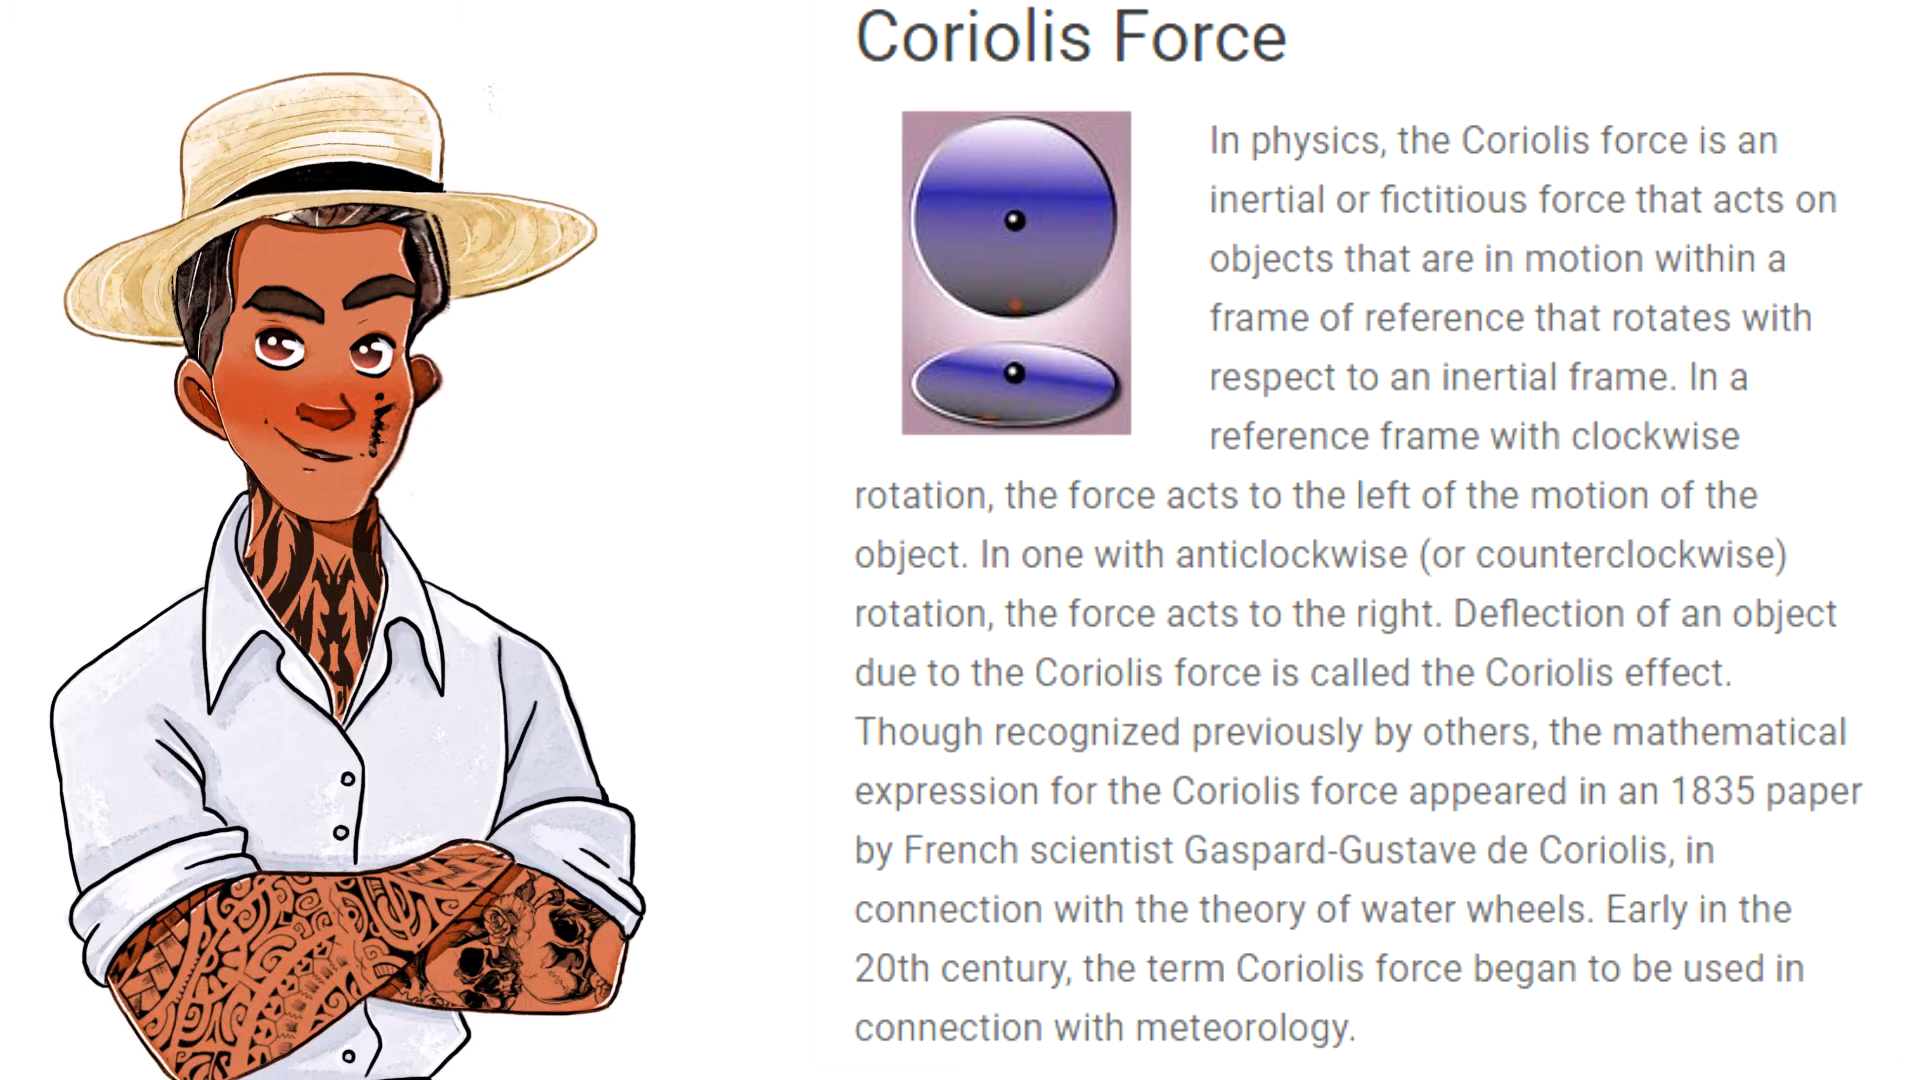 Coriolis Force
In physics, the Coriolis force is an
inertial or fictitious force that acts on
objects that are in motion within a
frame of reference that rotates with
respect to an inertial frame. In a
reference frame with clockwise
rotation, the force acts to the left of the motion of the
object. In one with anticlockwise (or counterclockwise)
rotation, the force acts to the right. Deflection of an object
due to the Coriolis force is called the Coriolis effect.
Though recognized previously by others, the mathematical
expression for the Coriolis force appeared in an 1835 paper
by French scientist Gaspard-Gustave de Coriolis, in
connection with the theory of water wheels. Early in the
20th century, the term Coriolis force began to be used in
connection with meteorology.